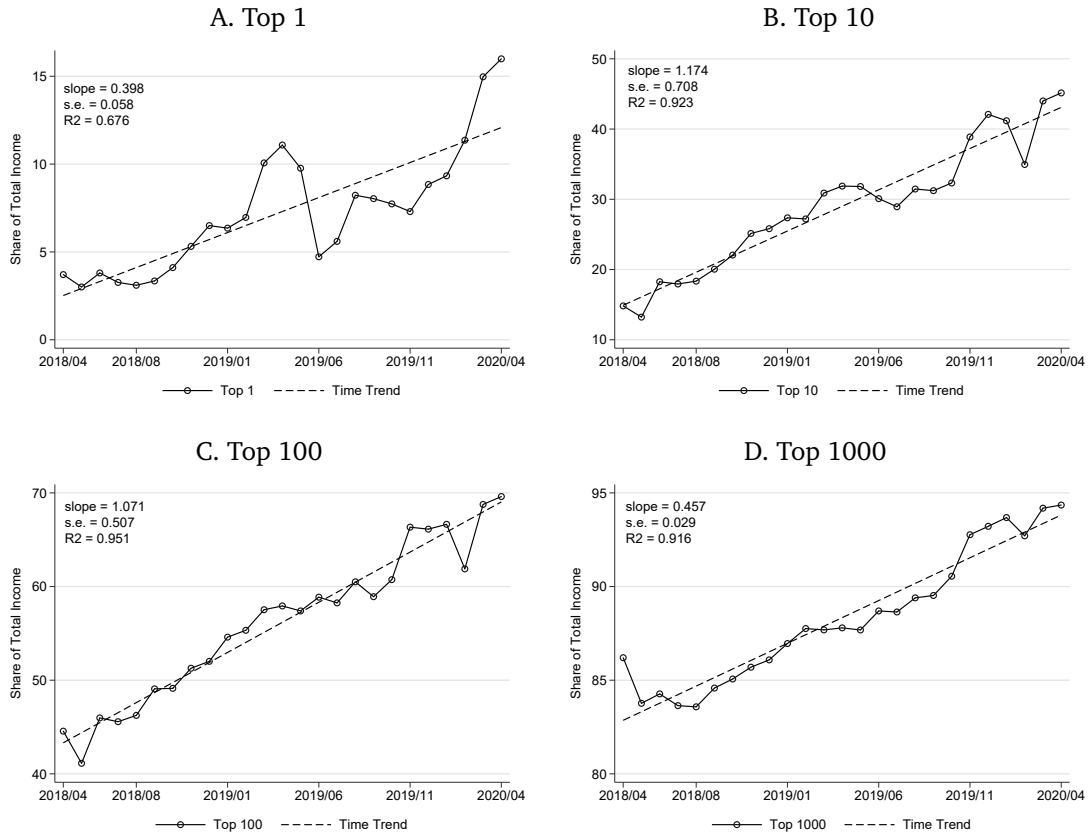 A. Top 1
slope = 0.398
s.e. = 0.058
R2 = 0.676
Share of Total Income
15
10
5
0
2018/04 2018/08 2019/01 2019/06 2019/11 2020/04
Top 1 Time Trend
B. Top 10
slope = 1.174
s.e. = 0.708
R2 = 0.923
Share of Total Income
50
40
30
20
10
2018/04 2018/08 2019/01 2019/06 2019/11 2020/04
Top 10 Time Trend
C. Top 100
slope = 1.071
s.e. = 0.507
R2 = 0.951
Share of Total Income
70
60
50
40
2018/04 2018/08 2019/01 2019/06 2019/11 2020/04
Top 100 Time Trend
D. Top 1000
slope = 0.457
s.e. = 0.029
R2 = 0.916
Share of Total Income
95
90
85
80
2018/04 2018/08 2019/01 2019/06 2019/11 2020/04
Top 1000 Time Trend